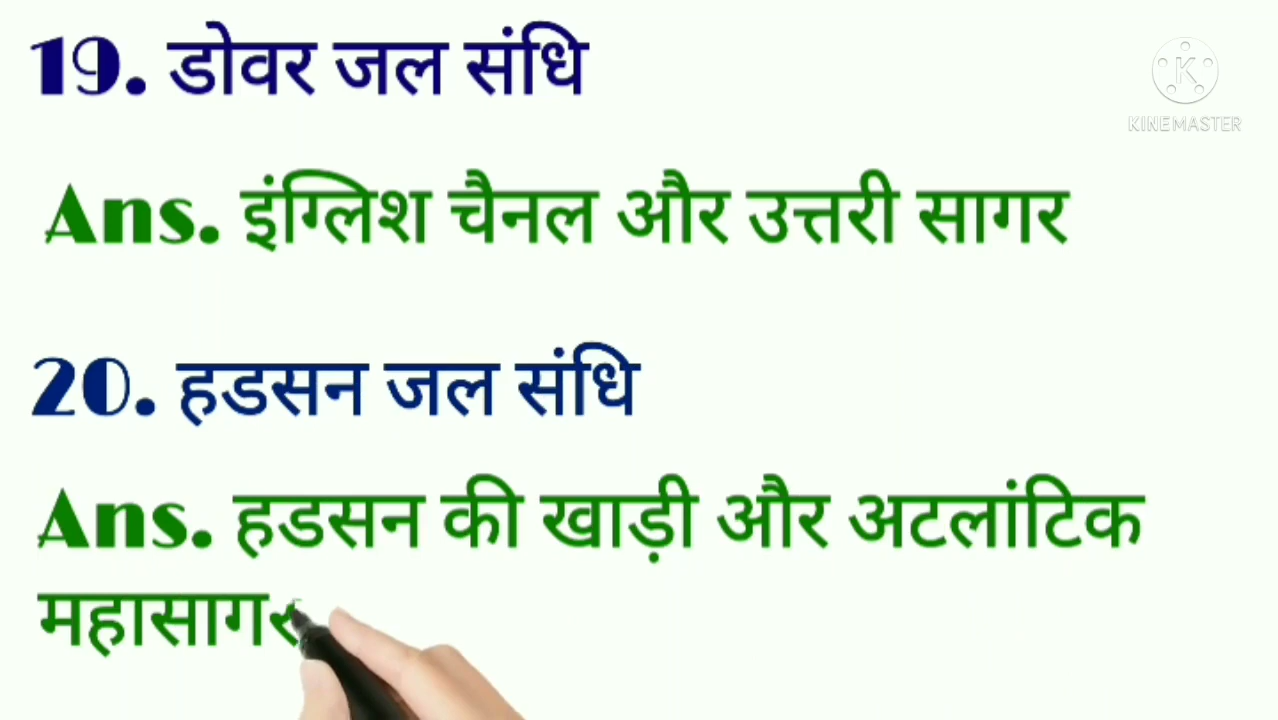 19. डोवर जल संधि
KINEMASTER
Ans. इंग्लिश चैनल और उत्तरी सागर
20. हडसन जल संधि
Ans. हडसन की खाड़ी और अटलांटिक
महासागर